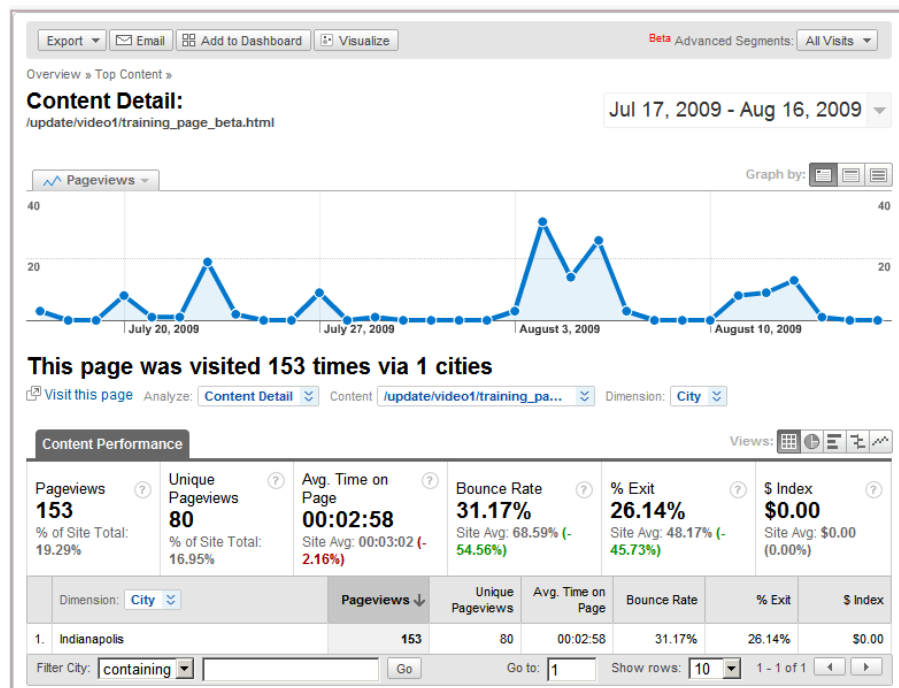 Export Email Add to Dashboard Visualize Beta Advanced Segments: All Visits
Overview » Top Content »
Content Detail:
/update/video1/training_page_beta.html
Jul 17, 2009 - Aug 16, 2009
Pageviews Graph by:
40 40
20 20
July 20, 2009 July 27, 2009 August 3, 2009 August 10, 2009
This page was visited 153 times via 1 cities
Visit this page Analyze: Content Detail Content /update/video1/training_pa... Dimension: City
Content Performance Views:
Pageviews ?
153
% of Site Total:
19.29%
Unique ?
Pageviews
80
% of Site Total:
16.95%
Avg. Time on ?
Page
00:02:58
Site Avg: 00:03:02 (-
2.16%)
Bounce Rate ?
31.17%
Site Avg: 68.59% (-
54.56%)
% Exit ?
26.14%
Site Avg: 48.17% (-
45.73%)
$ Index ?
$0.00
Site Avg: $0.00
(0.00%)
Dimension: City Pageviews Unique Pageviews Avg. Time on Page Bounce Rate % Exit $ Index
1. Indianapolis 153 80 00:02:58 31.17% 26.14% $0.00
Filter City: containing Go Go to: 1 Show rows: 10 1 - 1 of 1